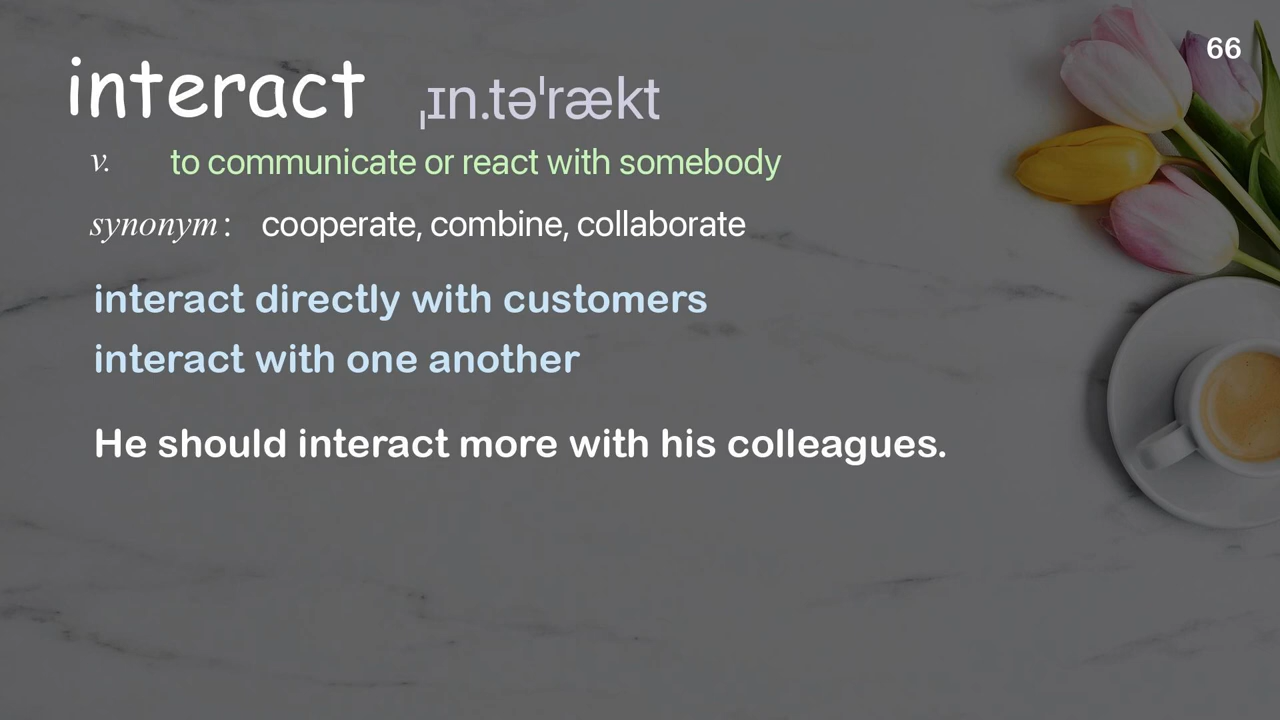 66
interact ˌɪn.təˈrækt
v. to communicate or react with somebody
synonym: cooperate, combine, collaborate
interact directly with customers
interact with one another
He should interact more with his colleagues.